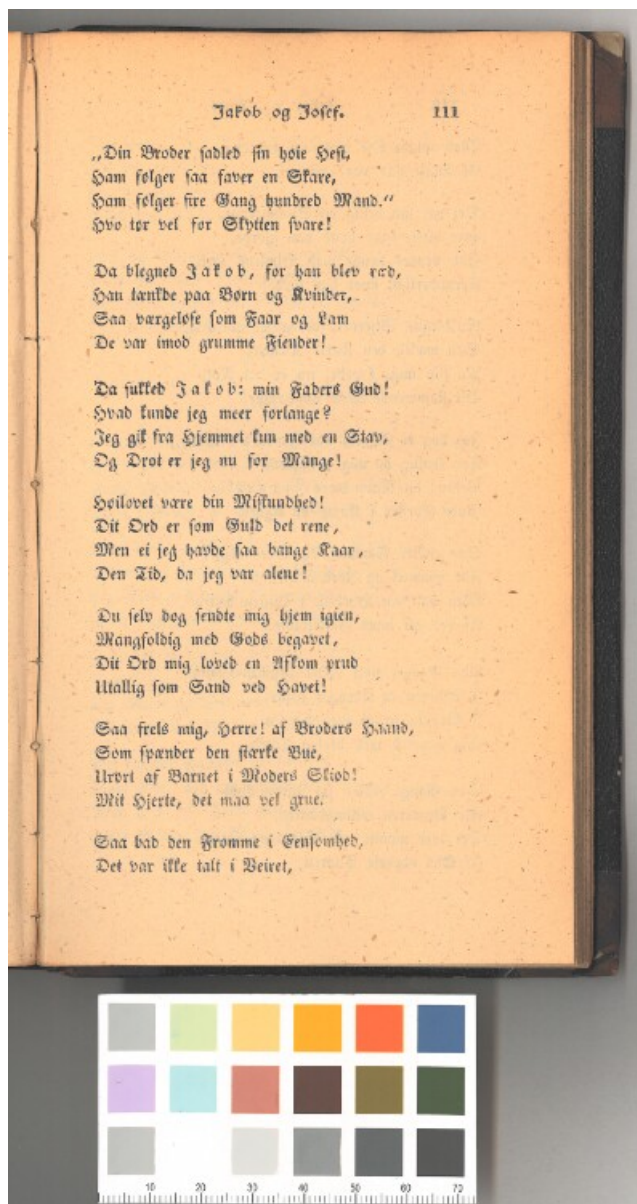 Jakob og Josef. 111
„Din Broder sadled sin høie Hest,
Ham følger saa faver en Skare,
Ham følger fire Gang hundred Mand.“
Hvo tør vel for Skytten svare!
Da blegned Jakob, for han blev ræd,
Han tænkde paa Børn og Kvinder,
Saa værgeløse som Faar og Lam
De var imod grumme Fiender!
Da sukked Jakob: min Faders Gud!
Hvad kunde jeg meer forlange?
Jeg gik fra Hjemmet kun med en Stav,
Og Drot er jeg nu for Mange!
Høilovet være din Miskundhed!
Dit Ord er som Guld det rene,
Men ei jeg havde saa bange Kaar,
Den Tid, da jeg var alene!
Du selv dog sendte mig hjem igien,
Mangfoldig med Gods begavet,
Dit Ord mig loved en Afkom prud
Utallig som Sand ved Havet!
Saa frels mig, Herre! af Broders Haand,
Som spænder den stærke Bue,
Urørt af Barnet i Moders Skiød!
Mit Hjerte, det maa vel grue.
Saa bad den Fromme i Eensomhed,
Det var ikke talt i Veiret,
10 20 30 40 50 60 70